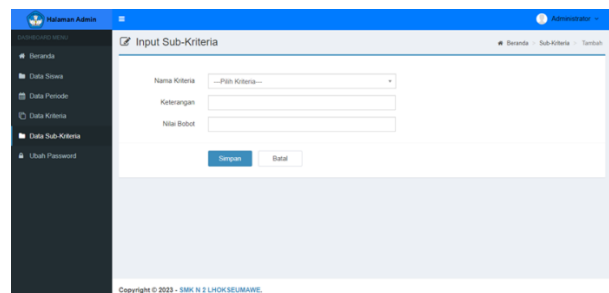 Halaman Admin
Administrator
DASHBOARD MENU
Beranda
Data Siswa
Data Periode
Data Kriteria
Data Sub-Kriteria
Ubah Password
Input Sub-Kriteria
Beranda > Sub-Kriteria > Tambah
Nama Kriteria
---Pilih Kriteria---
Keterangan
Nilai Bobot
Simpan
Batal
Copyright © 2023 - SMK N 2 LHOKSEUMAWE.